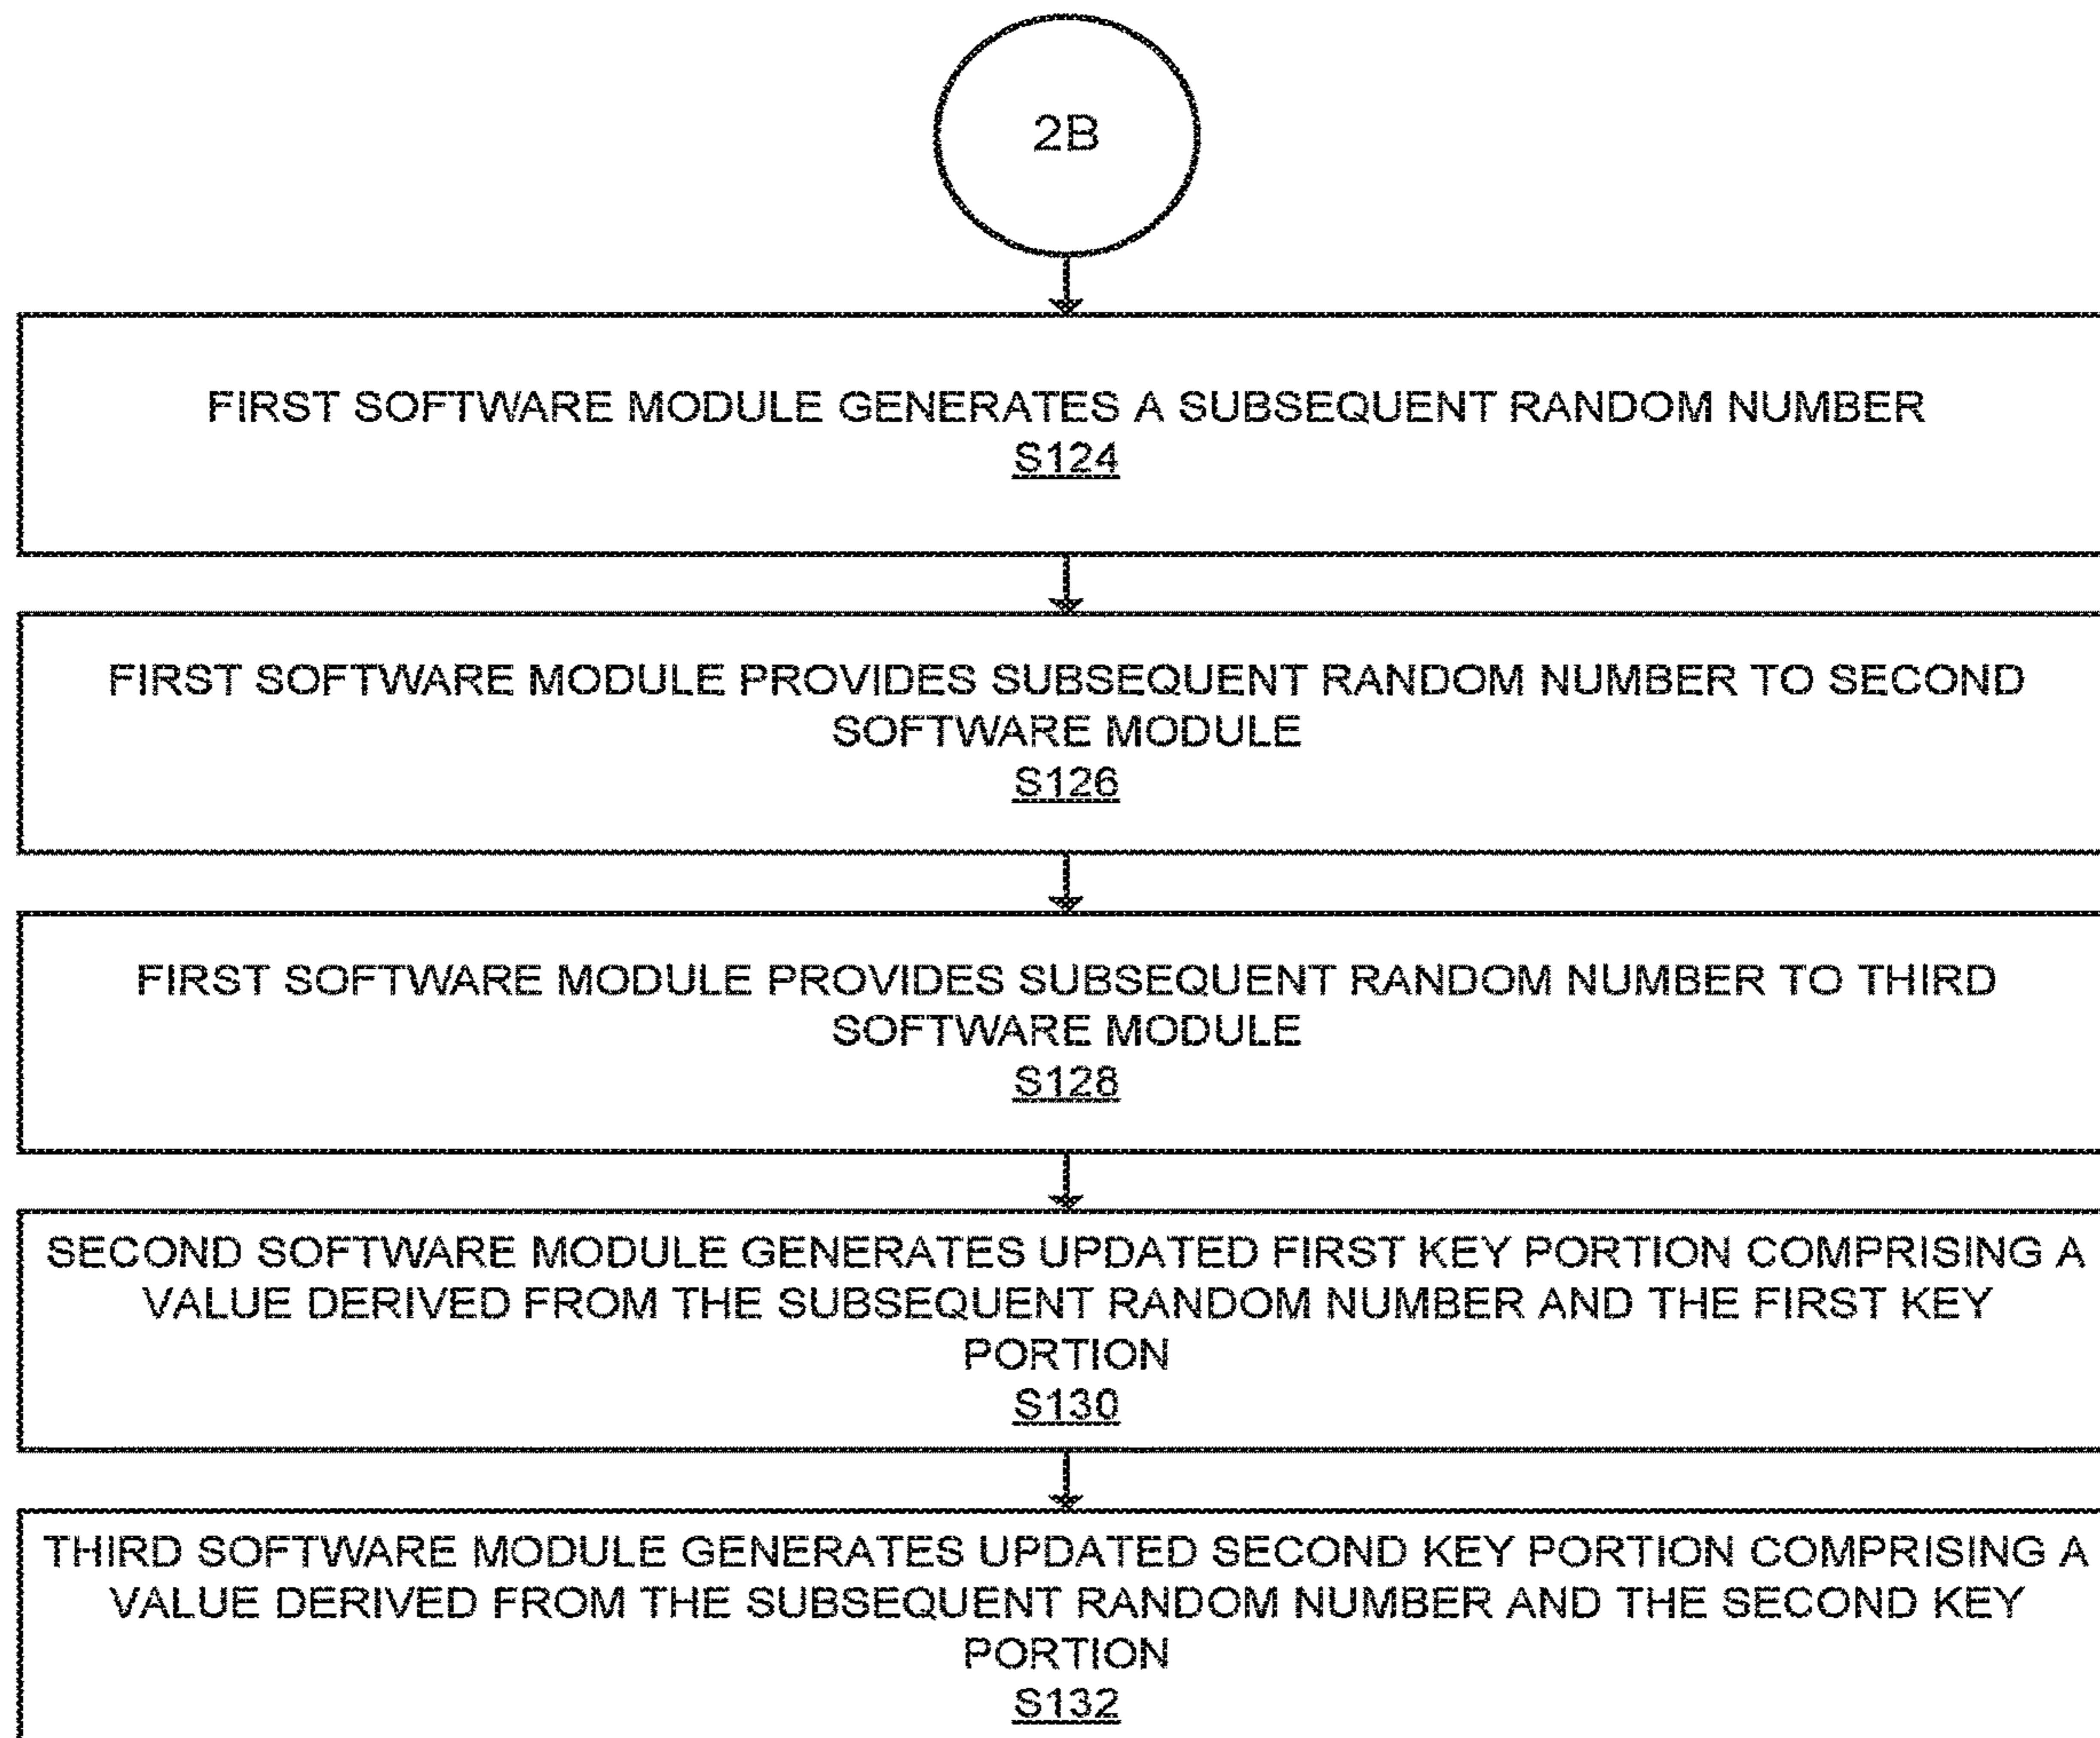 2B
FIRST SOFTWARE MODULE GENERATES A SUBSEQUENT RANDOM NUMBER
S124
FIRST SOFTWARE MODULE PROVIDES SUBSEQUENT RANDOM NUMBER TO SECOND
SOFTWARE MODULE
S126
FIRST SOFTWARE MODULE PROVIDES SUBSEQUENT RANDOM NUMBER TO THIRD
SOFTWARE MODULE
S128
SECOND SOFTWARE MODULE GENERATES UPDATED FIRST KEY PORTION COMPRISING A
VALUE DERIVED FROM THE SUBSEQUENT RANDOM NUMBER AND THE FIRST KEY
PORTION
S130
THIRD SOFTWARE MODULE GENERATES UPDATED SECOND KEY PORTION COMPRISING A
VALUE DERIVED FROM THE SUBSEQUENT RANDOM NUMBER AND THE SECOND KEY
PORTION
S132